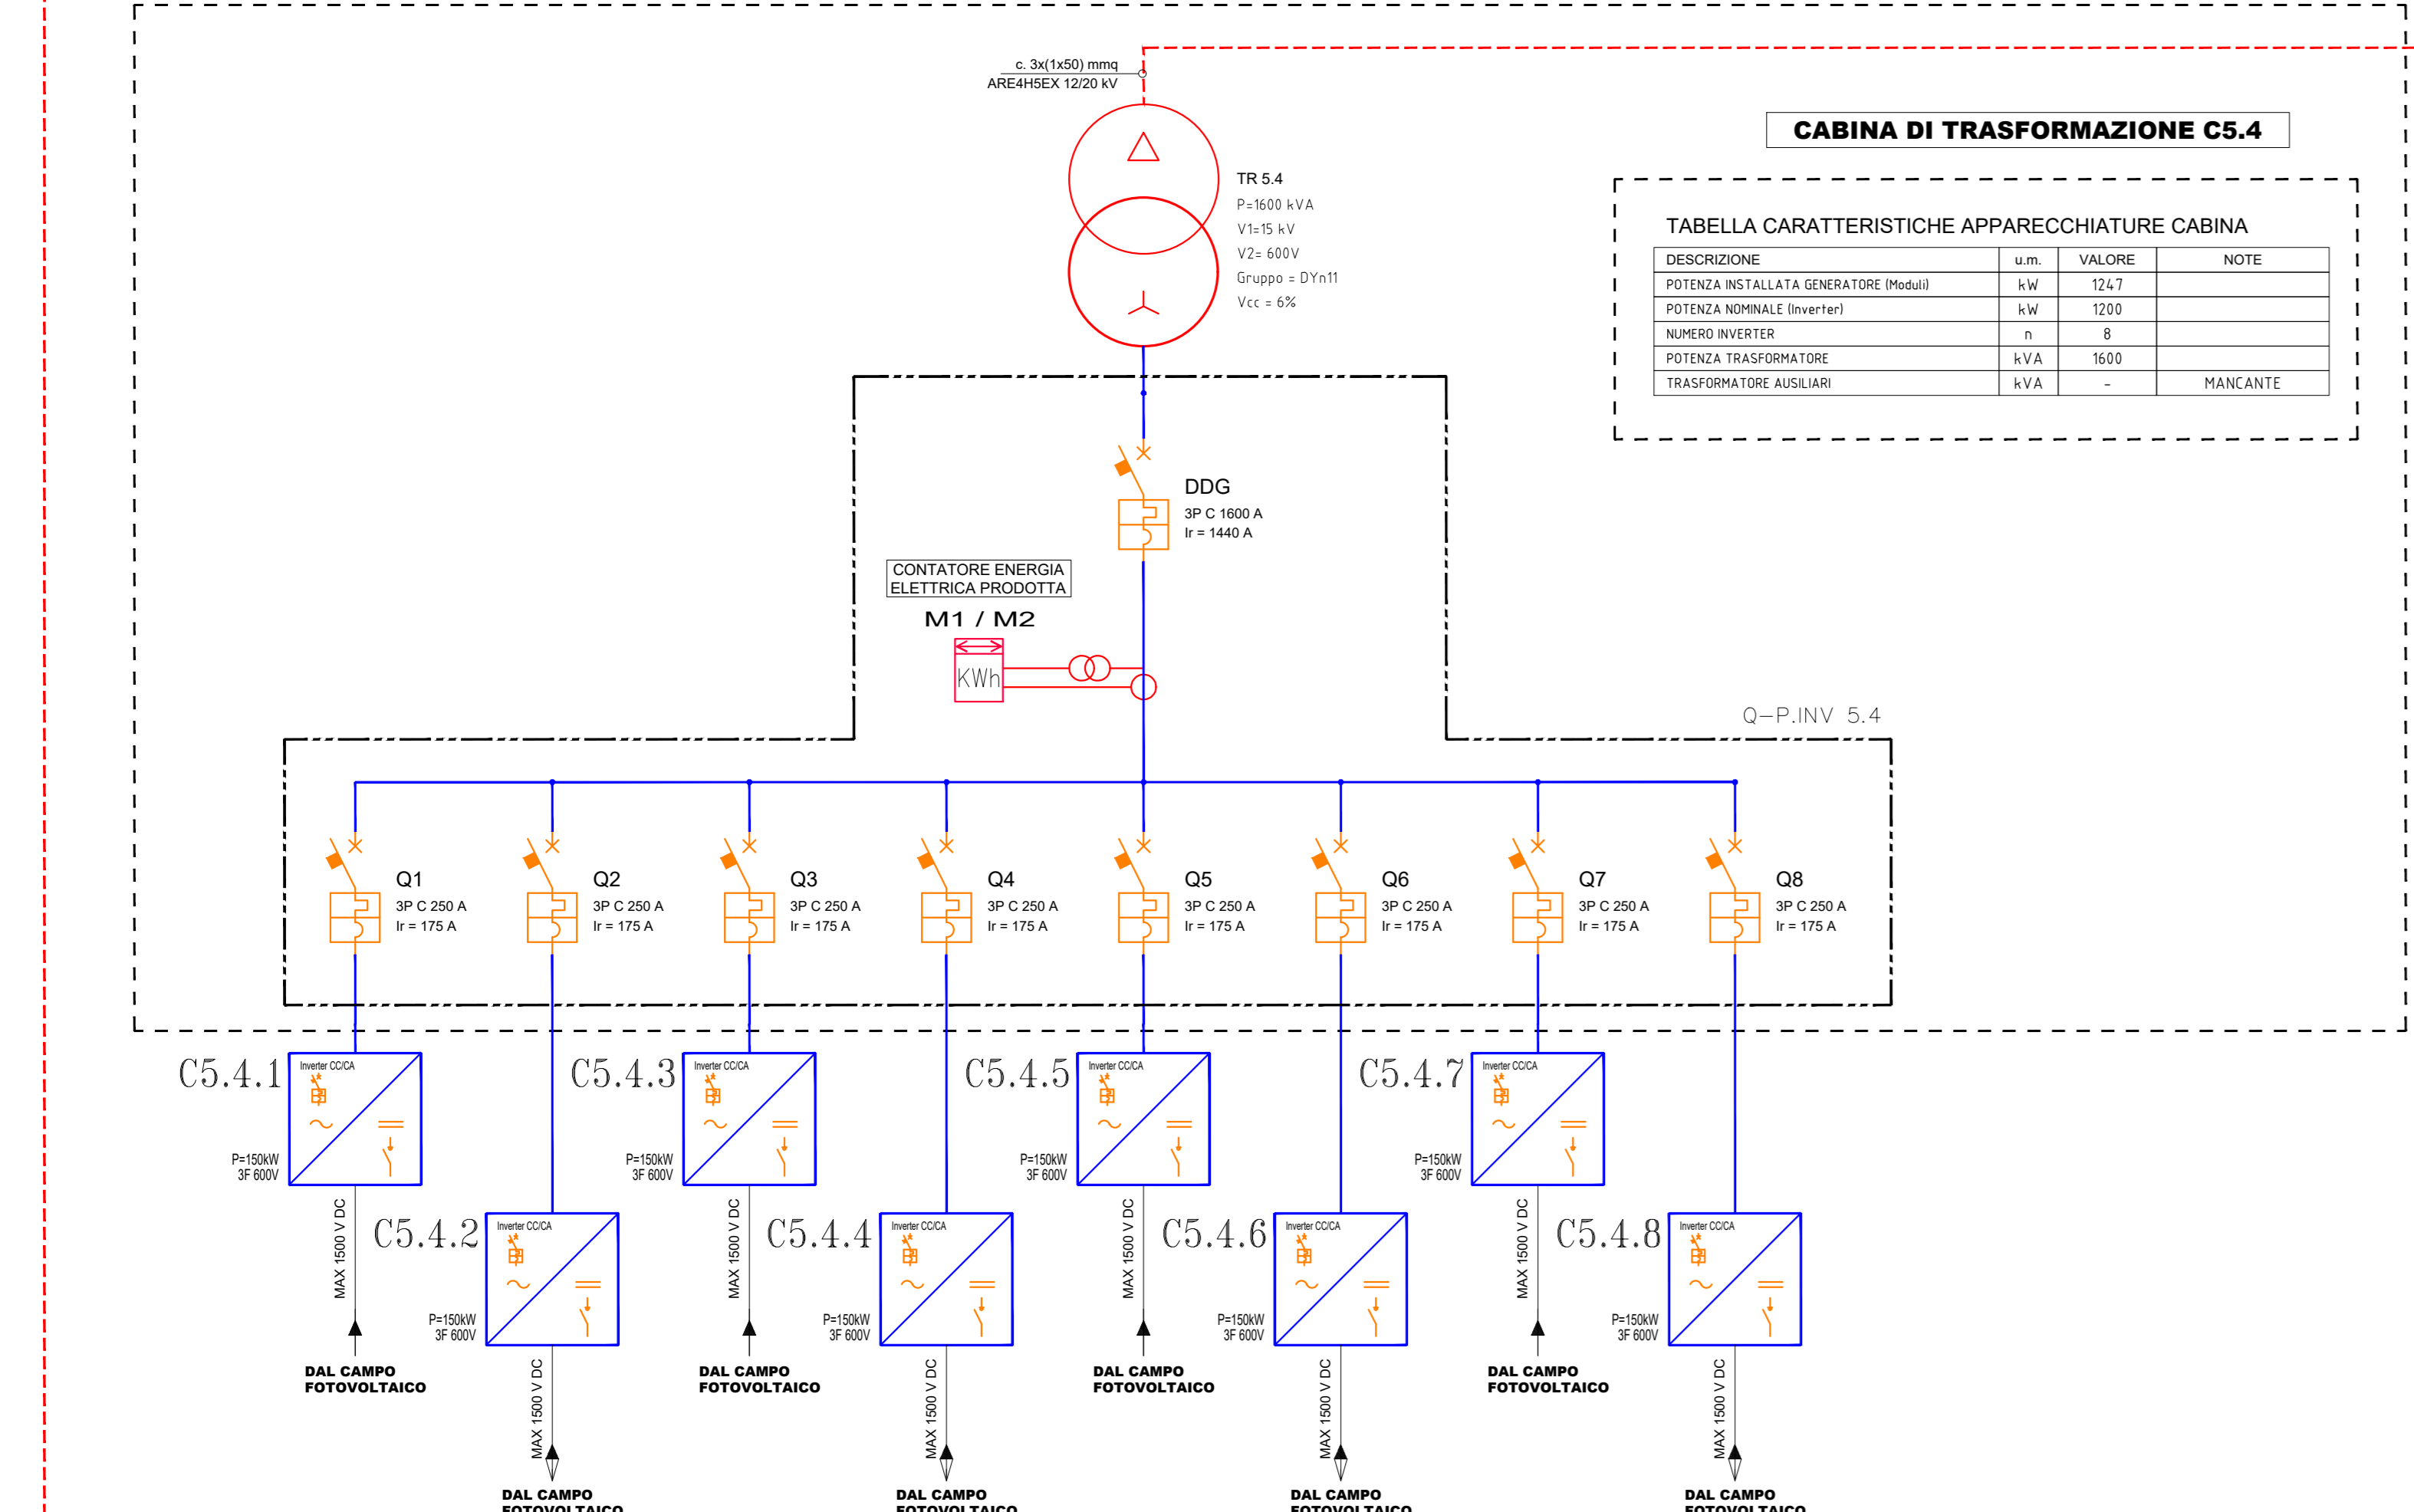 c. 3x(1x50) mmq
ARE4H5EX 12/20 kV
CABINA DI TRASFORMAZIONE C5.4
TR 5.4
P=1600 kVA
V1=15 kV
V2= 600V
Gruppo = DYn11
Vcc = 6%
TABELLA CARATTERISTICHE APPARECCHIATURE CABINA
DESCRIZIONE u.m. VALORE NOTE
POTENZA INSTALLATA GENERATORE (Moduli) kW 1247
POTENZA NOMINALE (Inverter) kW 1200
NUMERO INVERTER n 8
POTENZA TRASFORMATORE kVA 1600
TRASFORMATORE AUSILIARI kVA - MANCANTE
DDG
3P C 1600 A
Ir = 1440 A
CONTATORE ENERGIA
ELETTRICA PRODOTTA
M1 / M2
KWh
Q-P.INV 5.4
Q1
3P C 250 A
Ir = 175 A
Q2
3P C 250 A
Ir = 175 A
Q3
3P C 250 A
Ir = 175 A
Q4
3P C 250 A
Ir = 175 A
Q5
3P C 250 A
Ir = 175 A
Q6
3P C 250 A
Ir = 175 A
Q7
3P C 250 A
Ir = 175 A
Q8
3P C 250 A
Ir = 175 A
C5.4.1
Inverter CC/CA
P=150kW
3F 600V
MAX 1500 V DC
DAL CAMPO
FOTOVOLTAICO
C5.4.2
Inverter CC/CA
P=150kW
3F 600V
MAX 1500 V DC
DAL CAMPO
FOTOVOLTAICO
C5.4.3
Inverter CC/CA
P=150kW
3F 600V
MAX 1500 V DC
DAL CAMPO
FOTOVOLTAICO
C5.4.4
Inverter CC/CA
P=150kW
3F 600V
MAX 1500 V DC
DAL CAMPO
FOTOVOLTAICO
C5.4.5
Inverter CC/CA
P=150kW
3F 600V
MAX 1500 V DC
DAL CAMPO
FOTOVOLTAICO
C5.4.6
Inverter CC/CA
P=150kW
3F 600V
MAX 1500 V DC
DAL CAMPO
FOTOVOLTAICO
C5.4.7
Inverter CC/CA
P=150kW
3F 600V
MAX 1500 V DC
DAL CAMPO
FOTOVOLTAICO
C5.4.8
Inverter CC/CA
P=150kW
3F 600V
MAX 1500 V DC
DAL CAMPO
FOTOVOLTAICO